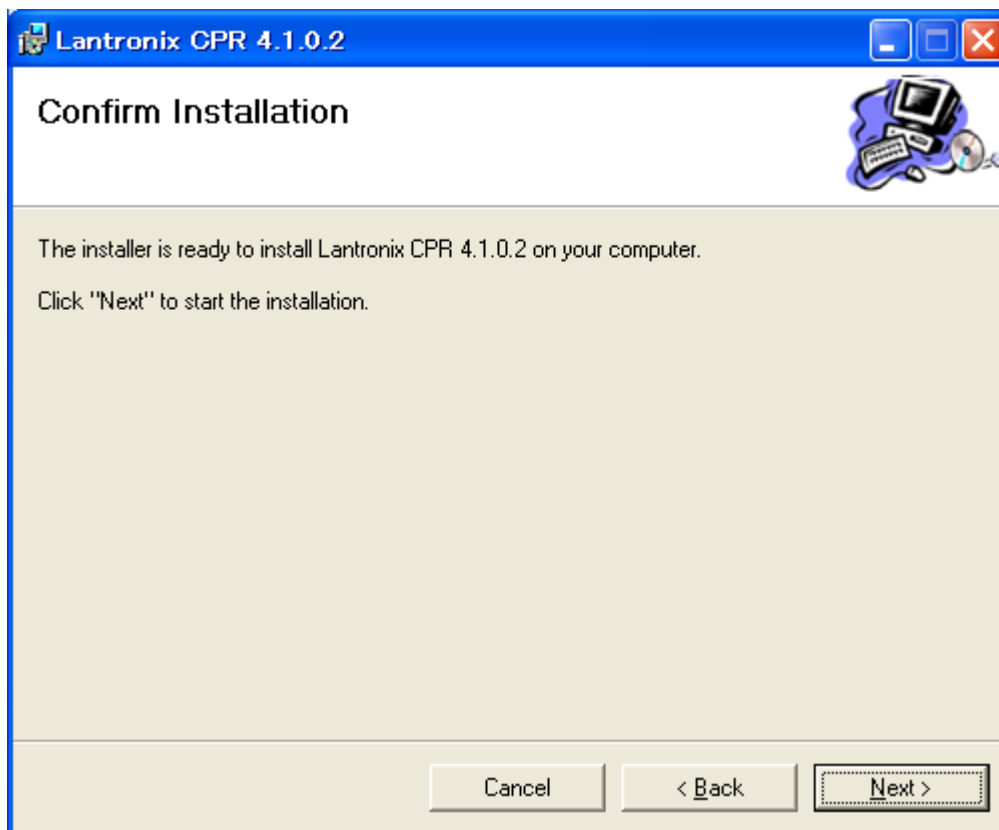 Lantronix CPR 4.1.0.2
Confirm Installation
The installer is ready to install Lantronix CPR 4.1.0.2 on your computer.
Click "Next" to start the installation.
Cancel
< Back
Next >